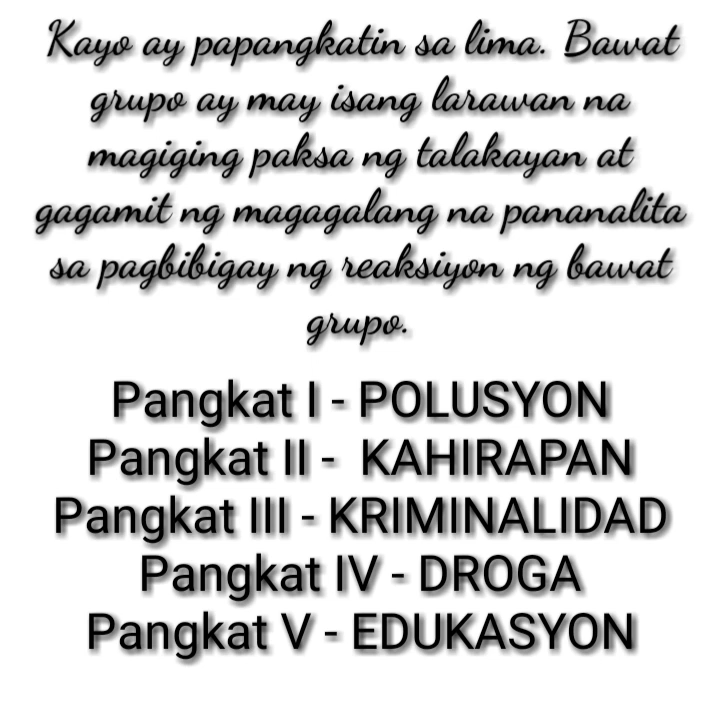 Kayo ay papangkatin sa lima. Bawat
grupo ay may isang larawan na
magiging paksa ng talakayan at
gagamit ng magagalang na pananalita
sa pagbibigay ng reaksiyon ng bawat
grupo.
Pangkat I - POLUSYON
Pangkat II - KAHIRAPAN
Pangkat III - KRIMINALIDAD
Pangkat IV - DROGA
Pangkat V - EDUKASYON